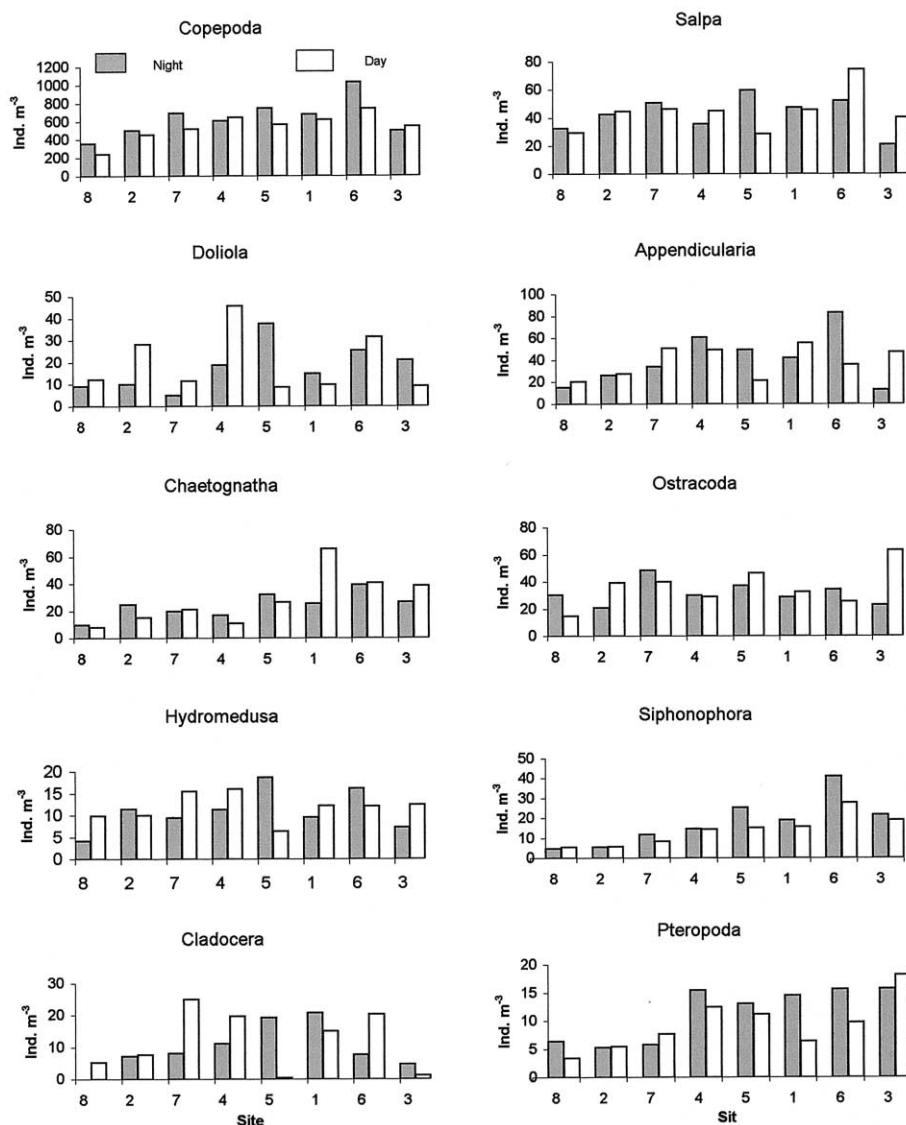 Copepoda
Night
Day
Ind. m⁻³
1200
1000
800
600
400
200
0
8 2 7 4 5 1 6 3
Salpa
Ind. m⁻³
80
60
40
20
0
8 2 7 4 5 1 6 3
Doliola
Ind. m⁻³
50
40
30
20
10
0
8 2 7 4 5 1 6 3
Appendicularia
Ind. m⁻³
100
80
60
40
20
0
8 2 7 4 5 1 6 3
Chaetognatha
Ind. m⁻³
80
60
40
20
0
8 2 7 4 5 1 6 3
Ostracoda
Ind. m⁻³
80
60
40
20
0
8 2 7 4 5 1 6 3
Hydromedusa
Ind. m⁻³
20
15
10
5
0
8 2 7 4 5 1 6 3
Siphonophora
Ind. m⁻³
50
40
30
20
10
0
8 2 7 4 5 1 6 3
Cladocera
Ind. m⁻³
30
20
10
0
8 2 7 4 5 1 6 3
Site
Pteropoda
Ind. m⁻³
20
15
10
5
0
8 2 7 4 5 1 6 3
Sit